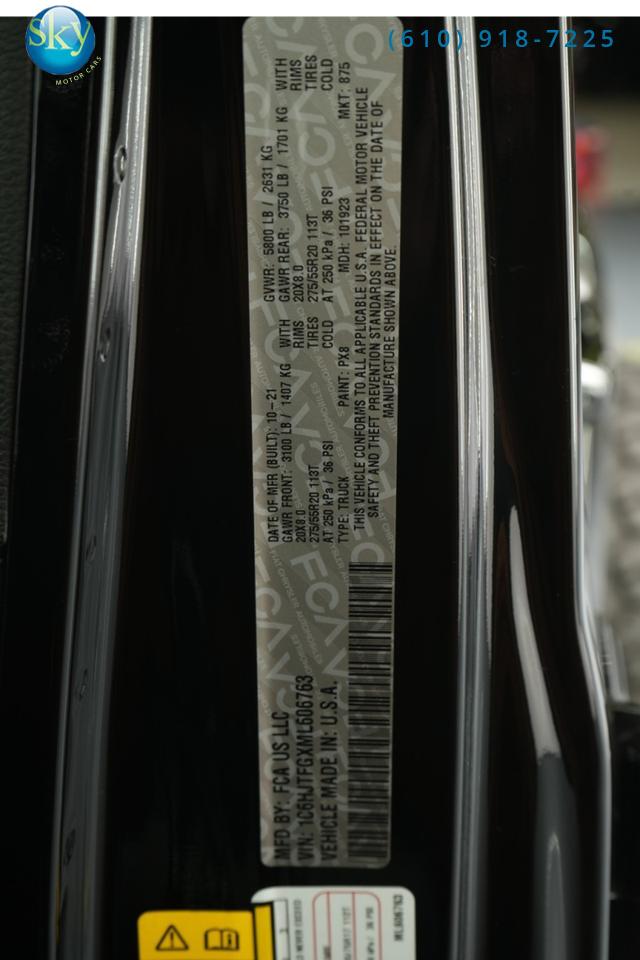 Sky
MOTOR CARS
(610) 918-7225
MFD BY: FCA US LLC
VIN: 1C6HJTFGXML606763
VEHICLE MADE IN: U.S.A.
DATE OF MFR (BUILT): 10-21 GVWR: 5800 LB / 2631 KG
GAWR FRONT: 3100 LB / 1407 KG WITH GAWR REAR: 3750 LB / 1701 KG WITH
20X8.0 RIMS 20X8.0 RIMS
275/55R20 113T TIRES 275/55R20 113T TIRES
AT 250 kPa / 36 PSI COLD AT 250 kPa / 36 PSI COLD
TYPE: TRUCK PAINT: PX8 MDH: 101923 MKT: 875
THIS VEHICLE CONFORMS TO ALL APPLICABLE U.S.A. FEDERAL MOTOR VEHICLE
SAFETY AND THEFT PREVENTION STANDARDS IN EFFECT ON THE DATE OF
MANUFACTURE SHOWN ABOVE.
FCA
ML606763